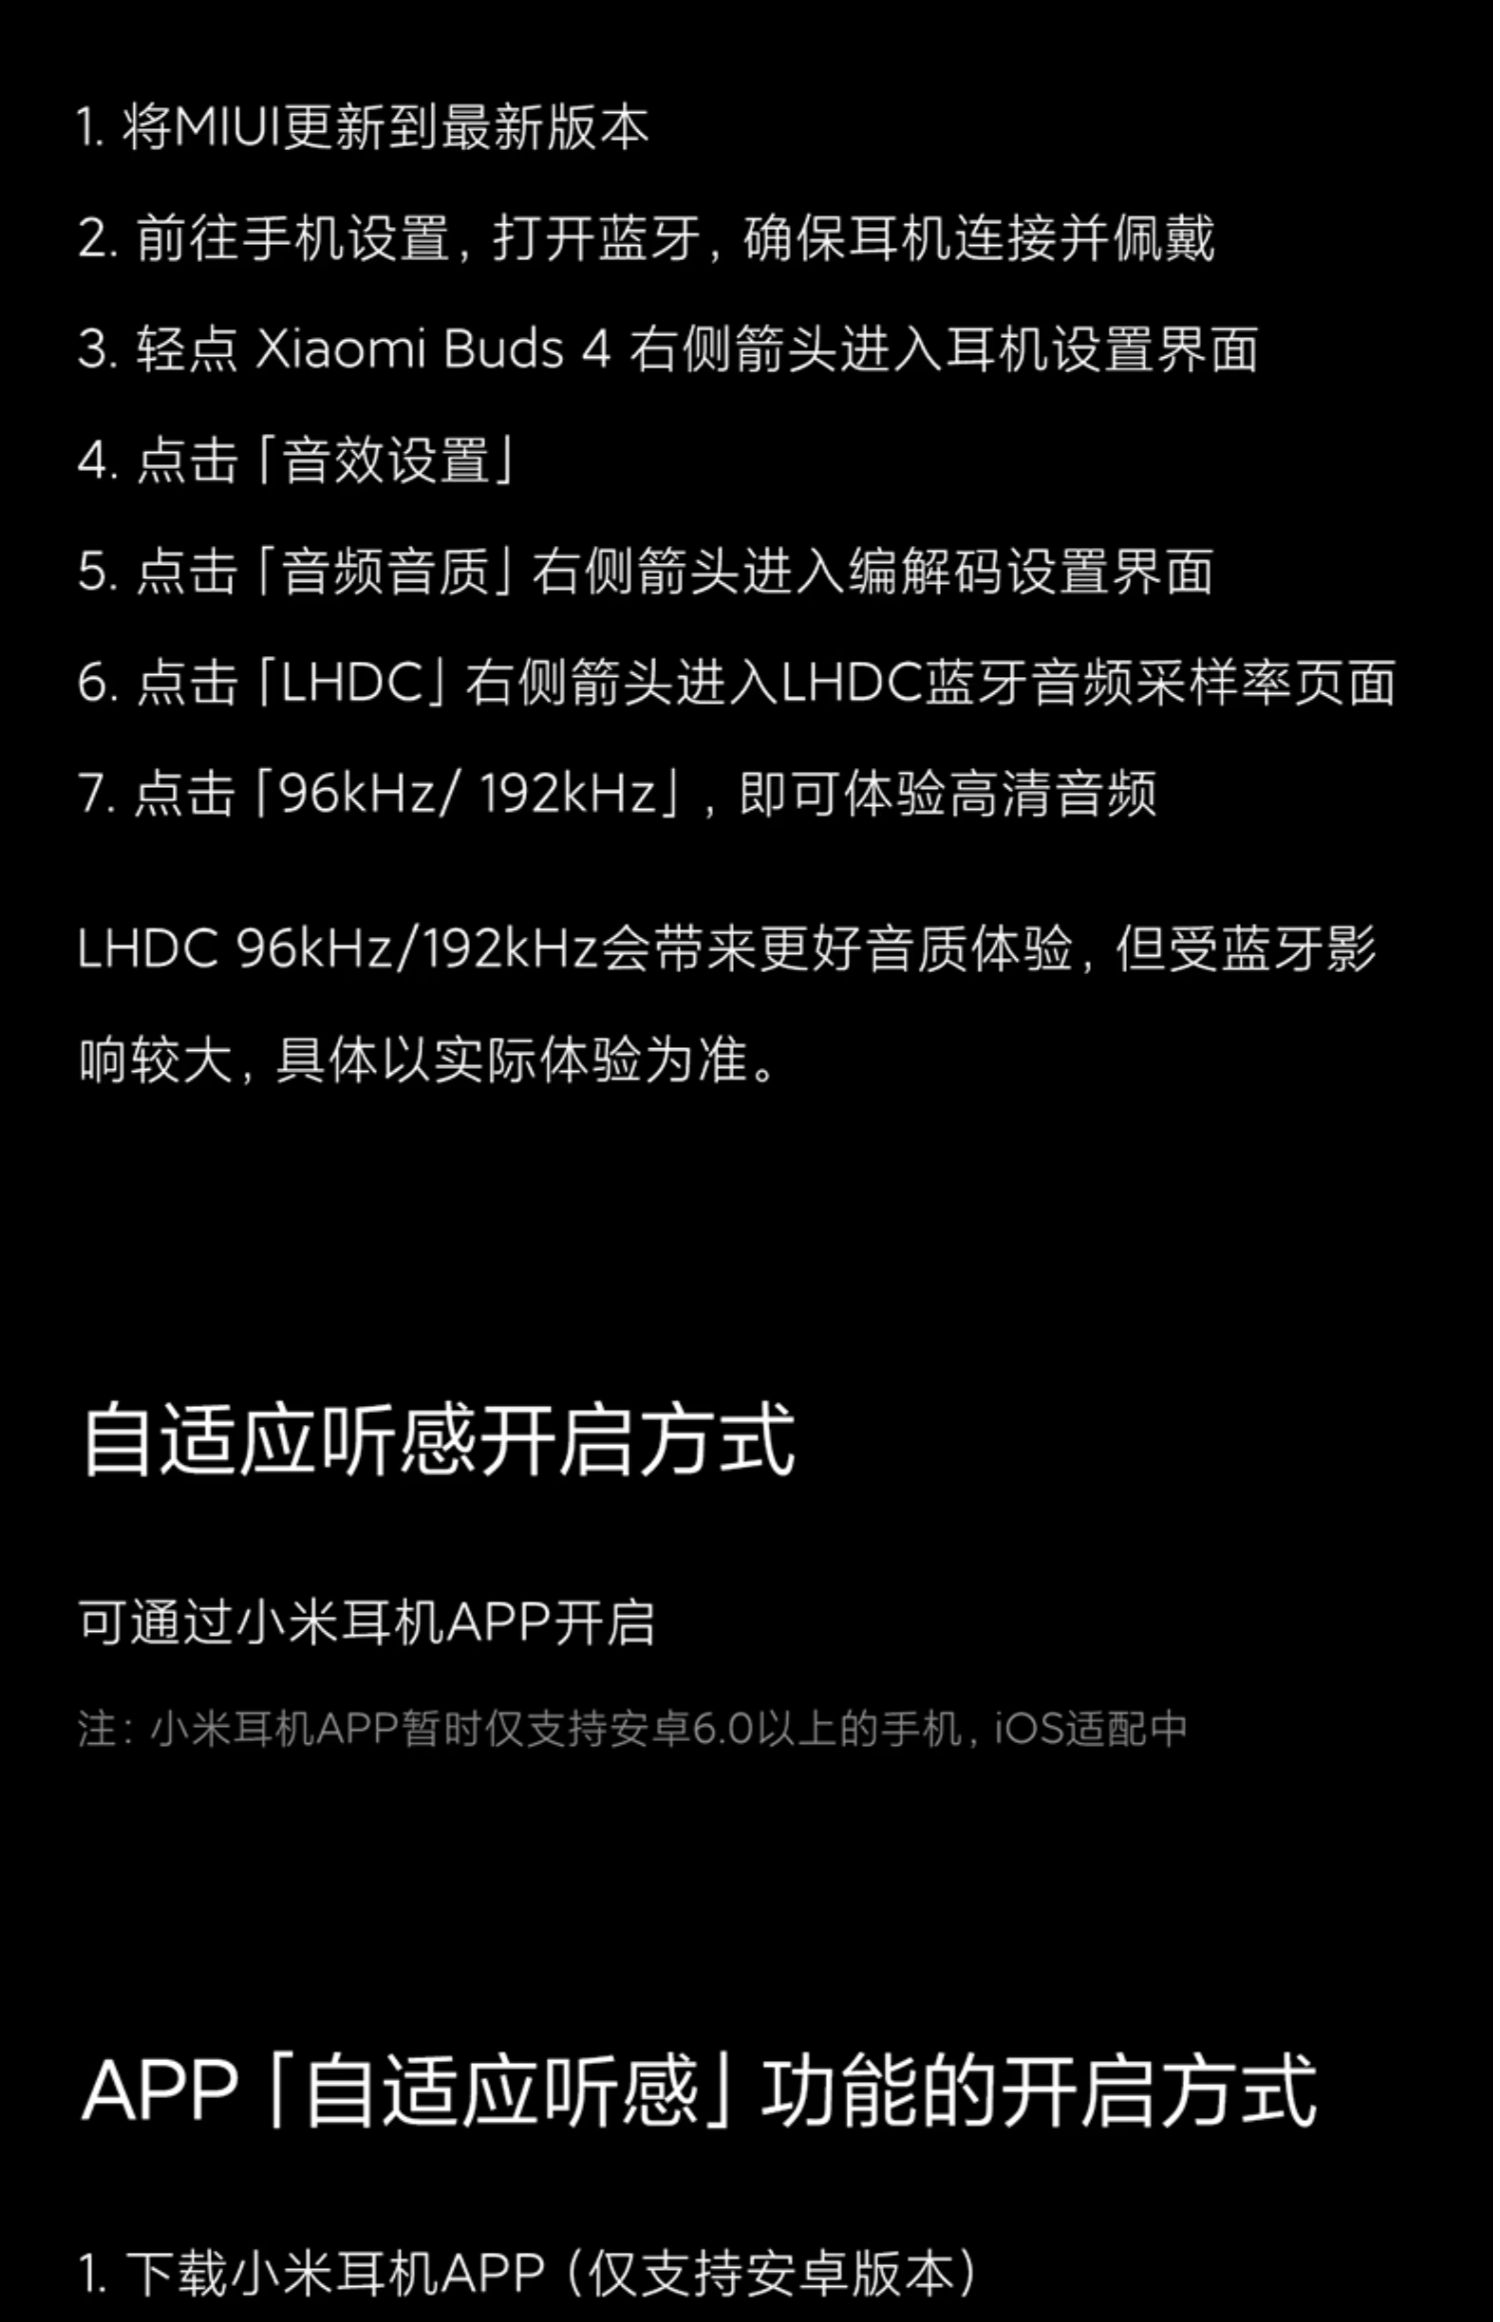 1. 将MIUI更新到最新版本
2. 前往手机设置，打开蓝牙，确保耳机连接并佩戴
3. 轻点 Xiaomi Buds 4 右侧箭头进入耳机设置界面
4. 点击「音效设置」
5. 点击「音频音质」右侧箭头进入编解码设置界面
6. 点击「LHDC」右侧箭头进入LHDC蓝牙音频采样率页面
7. 点击「96kHz/ 192kHz」，即可体验高清音频
LHDC 96kHz/192kHz会带来更好音质体验，但受蓝牙影
响较大，具体以实际体验为准。
自适应听感开启方式
可通过小米耳机APP开启
注：小米耳机APP暂时仅支持安卓6.0以上的手机，iOS适配中
APP「自适应听感」功能的开启方式
1. 下载小米耳机APP（仅支持安卓版本）